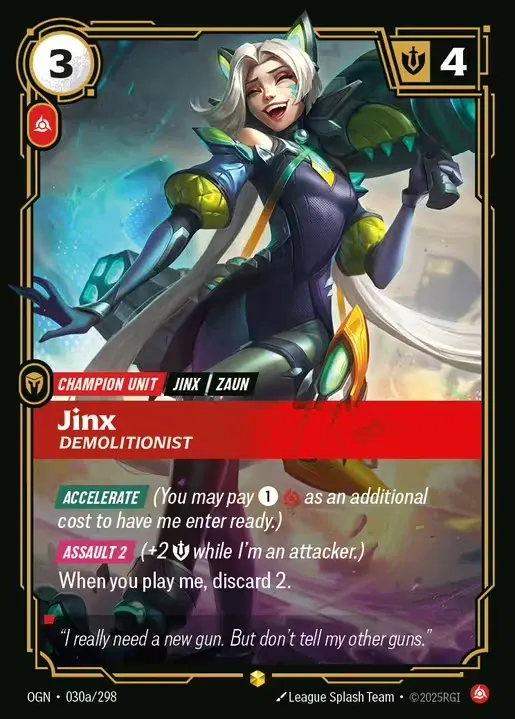 3
4
CHAMPION UNIT JINX ZAUN
Jinx
DEMOLITIONIST
ACCELERATE (You may pay 1 as an additional
cost to have me enter ready.)
ASSAULT 2 (+2 while I'm an attacker.)
When you play me, discard 2.
"I really need a new gun. But don't tell my other guns."
OGN • 030a/298 League Splash Team • ©2025RGI